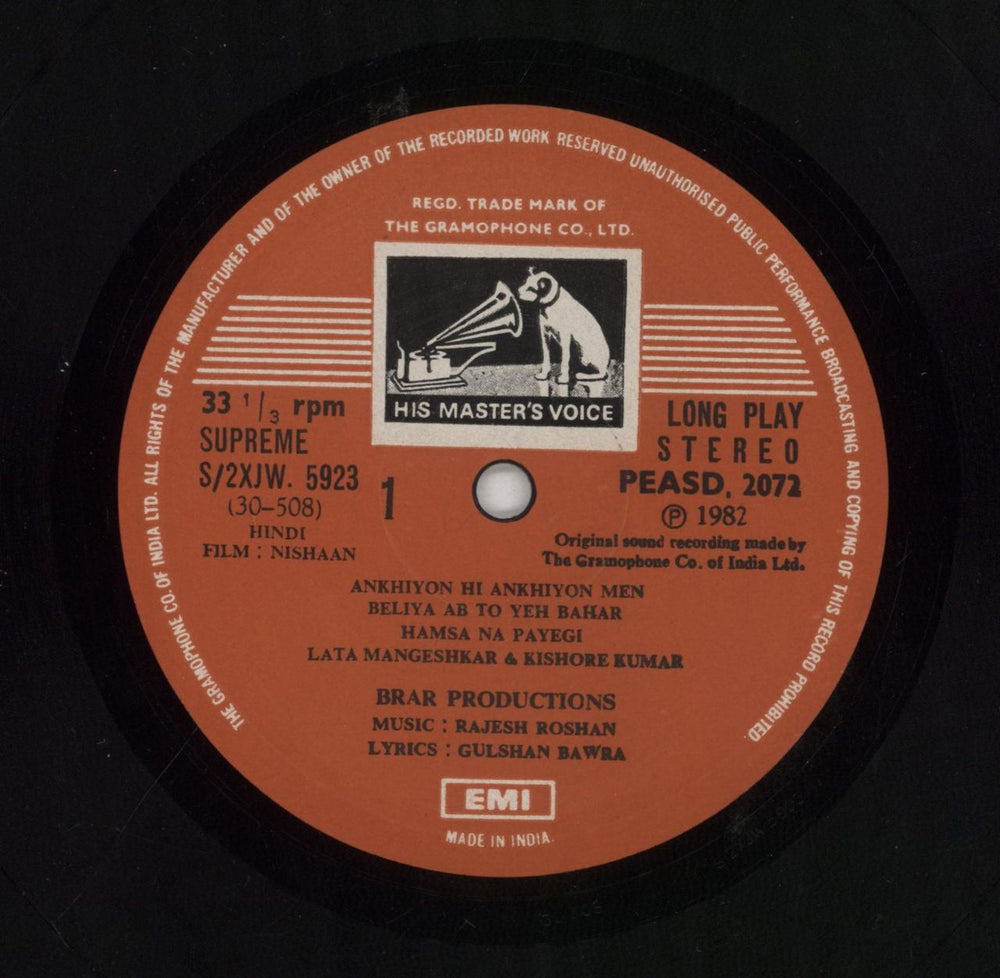 THE GRAMOPHONE CO. OF INDIA LTD. ALL RIGHTS OF THE MANUFACTURER AND OF THE OWNER OF THE RECORDED WORK RESERVED UNAUTHORISED PUBLIC PERFORMANCE BROADCASTING AND COPYING OF THIS RECORD PROHIBITED
REGD. TRADE MARK OF
THE GRAMOPHONE CO., LTD.
HIS MASTER'S VOICE
33 1/3 rpm
SUPREME
S/2XJW. 5923
(30-508)
HINDI
FILM : NISHAAN
1
LONG PLAY
STEREO
PEASD. 2072
℗ 1982
Original sound recording made by
The Gramophone Co. of India Ltd.
ANKHIYON HI ANKHIYON MEN
BELIYA AB TO YEH BAHAR
HAMSA NA PAYEGI
LATA MANGESHKAR & KISHORE KUMAR
BRAR PRODUCTIONS
MUSIC : RAJESH ROSHAN
LYRICS : GULSHAN BAWRA
EMI
MADE IN INDIA.